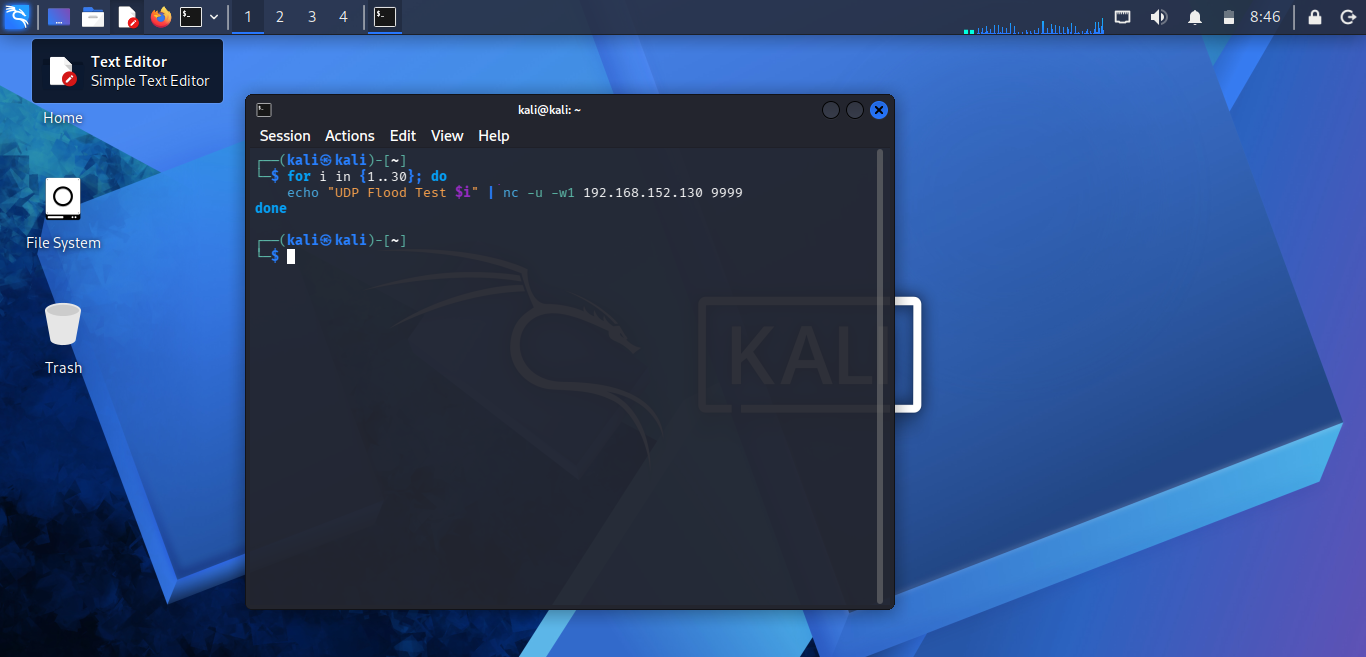 1 2 3 4 8:46
Text Editor
Simple Text Editor
Home
File System
Trash
kali@kali: ~
Session Actions Edit View Help
┌──(kali㉿kali)-[~]
└─$ for i in {1..30}; do
echo "UDP Flood Test $i" | nc -u -w1 192.168.152.130 9999
done
┌──(kali㉿kali)-[~]
└─$
KALI